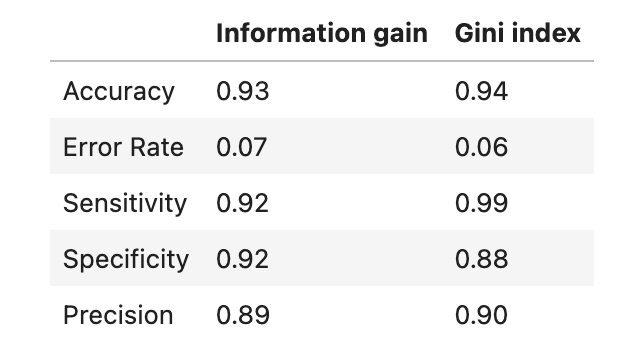 Information gain Gini index
Accuracy 0.93 0.94
Error Rate 0.07 0.06
Sensitivity 0.92 0.99
Specificity 0.92 0.88
Precision 0.89 0.90